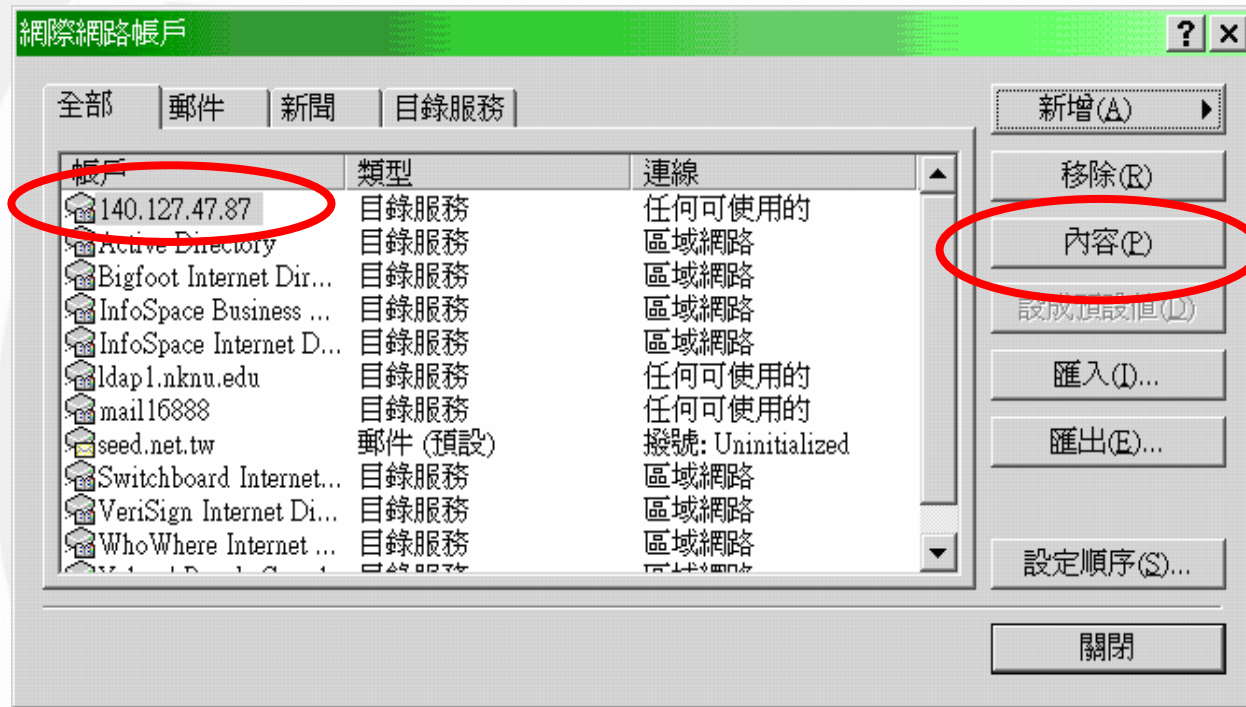 網際網路帳戶
全部 郵件 新聞 目錄服務
帳戶 類型 連線
140.127.47.87 目錄服務 任何可使用的
Active Directory 目錄服務 區域網路
Bigfoot Internet Dir... 目錄服務 區域網路
InfoSpace Business ... 目錄服務 區域網路
InfoSpace Internet D... 目錄服務 區域網路
ldap1.nknu.edu 目錄服務 任何可使用的
mail16888 目錄服務 任何可使用的
seed.net.tw 郵件 (預設) 撥號: Uninitialized
Switchboard Internet... 目錄服務 區域網路
VeriSign Internet Di... 目錄服務 區域網路
WhoWhere Internet ... 目錄服務 區域網路
目錄服務 區域網路
新增(A)
移除(R)
內容(P)
設成預設值(D)
匯入(I)...
匯出(E)...
設定順序(S)...
關閉